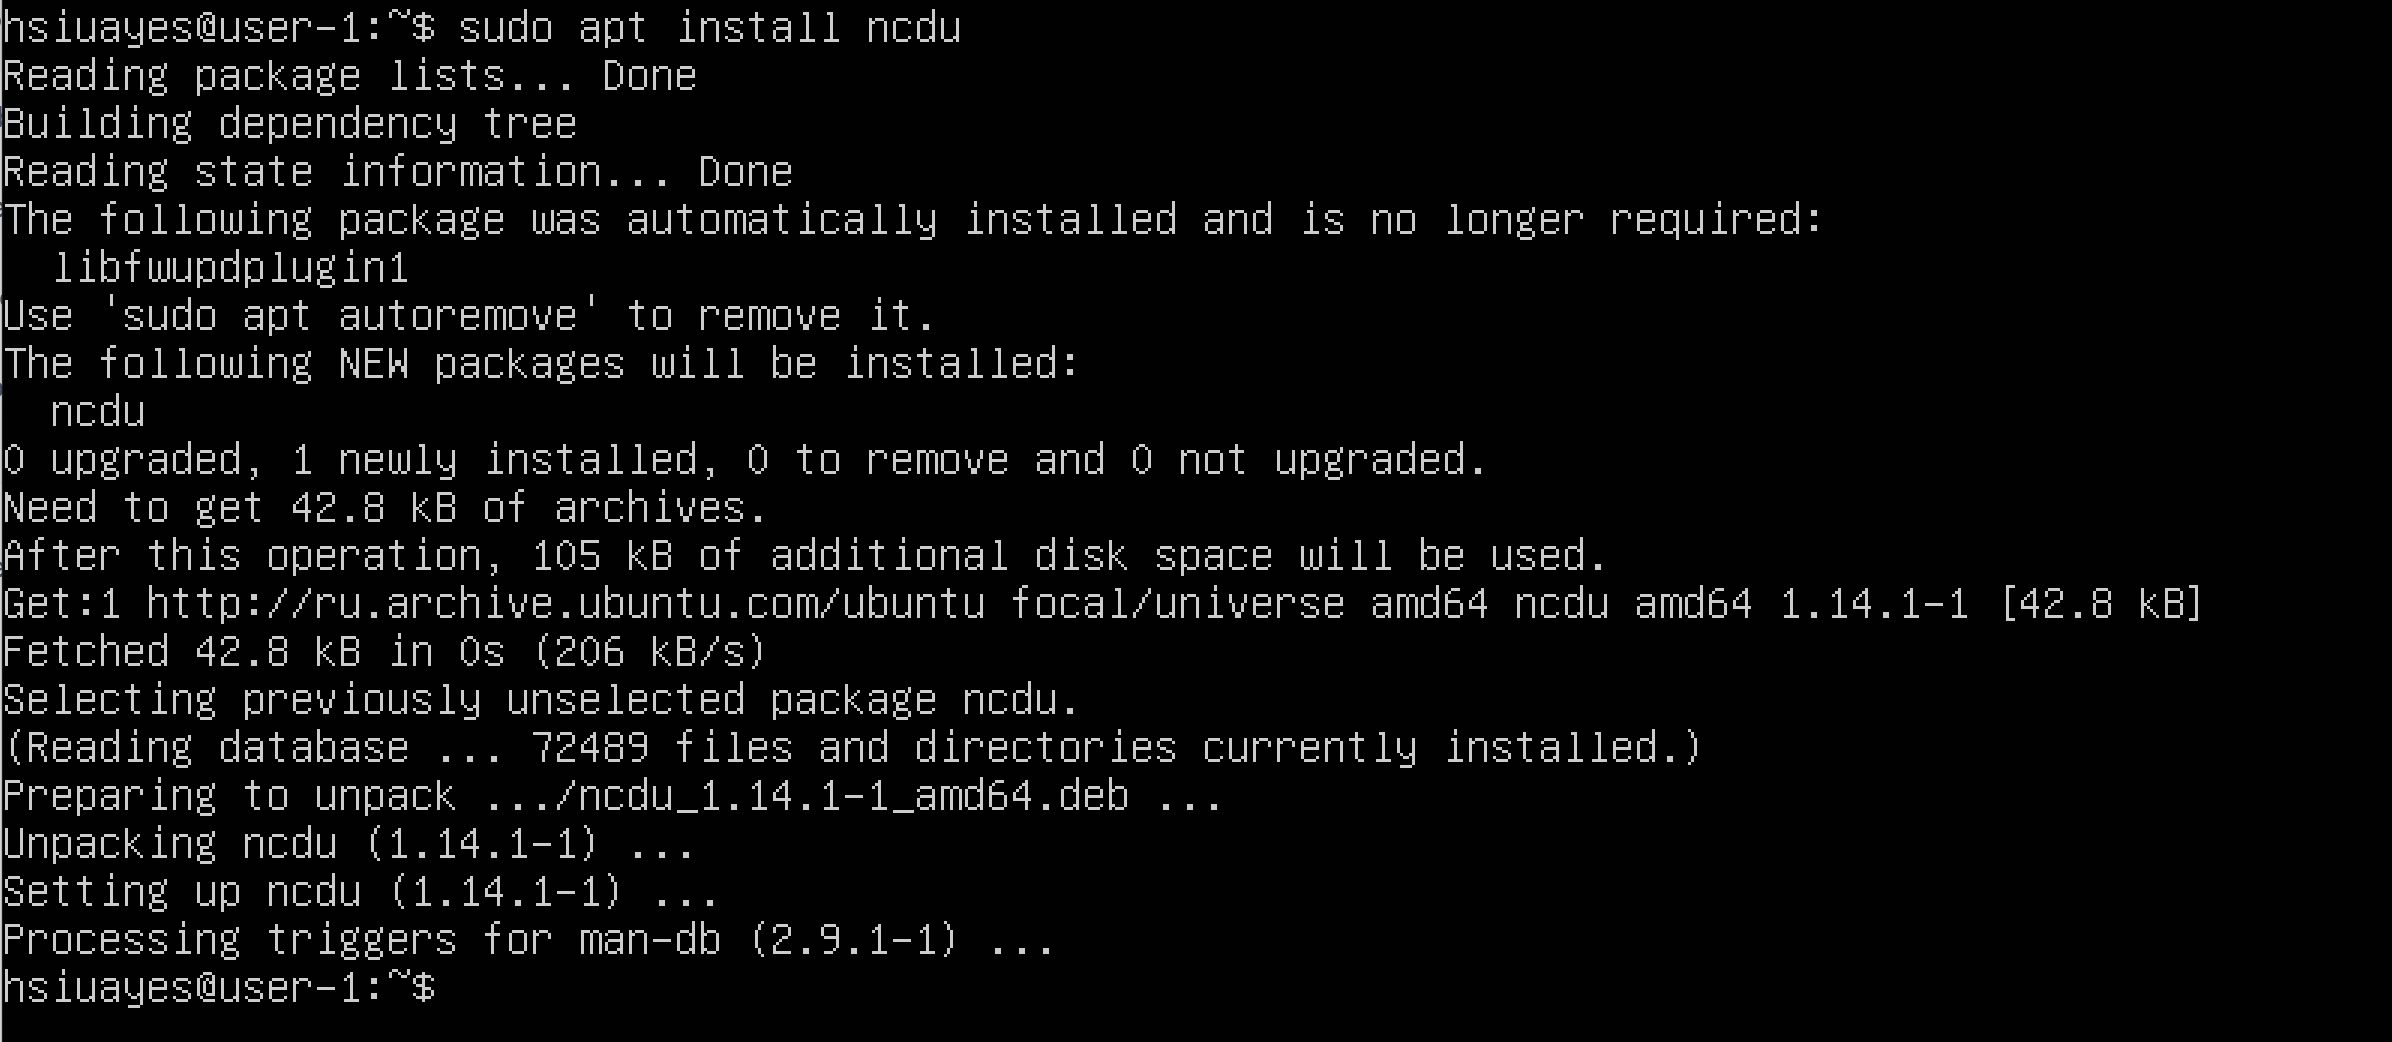 hsiuayes@user-1:~$ sudo apt install ncdu
Reading package lists... Done
Building dependency tree
Reading state information... Done
The following package was automatically installed and is no longer required:
  libfwupdplugin1
Use 'sudo apt autoremove' to remove it.
The following NEW packages will be installed:
  ncdu
0 upgraded, 1 newly installed, 0 to remove and 0 not upgraded.
Need to get 42.8 kB of archives.
After this operation, 105 kB of additional disk space will be used.
Get:1 http://ru.archive.ubuntu.com/ubuntu focal/universe amd64 ncdu amd64 1.14.1-1 [42.8 kB]
Fetched 42.8 kB in 0s (206 kB/s)
Selecting previously unselected package ncdu.
(Reading database ... 72489 files and directories currently installed.)
Preparing to unpack .../ncdu_1.14.1-1_amd64.deb ...
Unpacking ncdu (1.14.1-1) ...
Setting up ncdu (1.14.1-1) ...
Processing triggers for man-db (2.9.1-1) ...
hsiuayes@user-1:~$